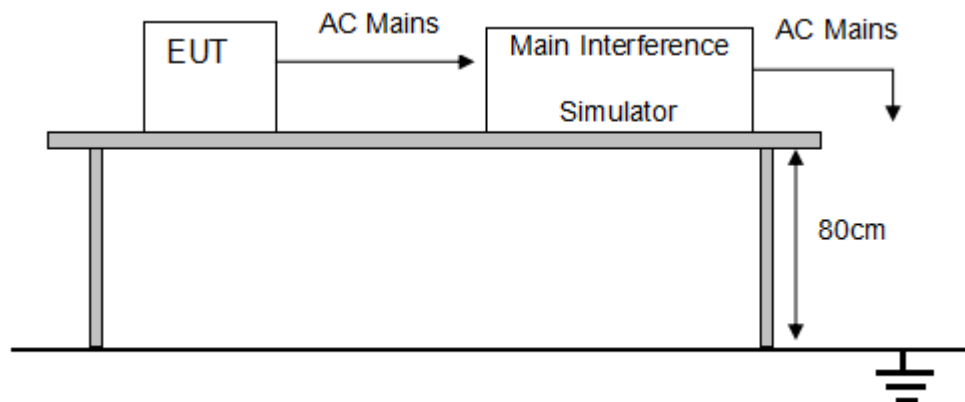 EUT
AC Mains
Main Interference
Simulator
AC Mains
80cm